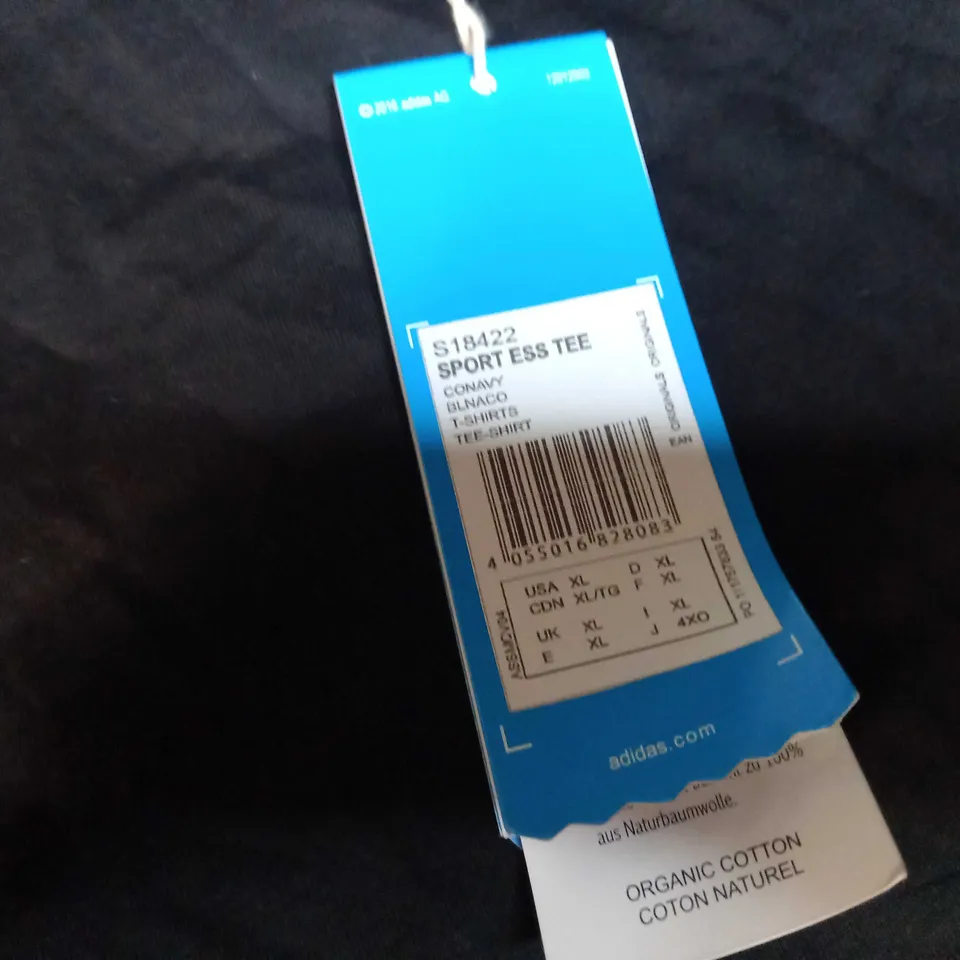 © 2016 adidas AG
S18422
SPORT ESS TEE
CONAVY
BLNACO
T-SHIRTS
TEE-SHIRT
ORIGINALS ORIGINALS
EAN
4 055016 828083
USA XL D XL
CDN XL/TG F XL
UK XL I XL
E XL J 4XO
adidas.com
zu 100%
aus Naturbaumwolle.
ORGANIC COTTON
COTON NATUREL